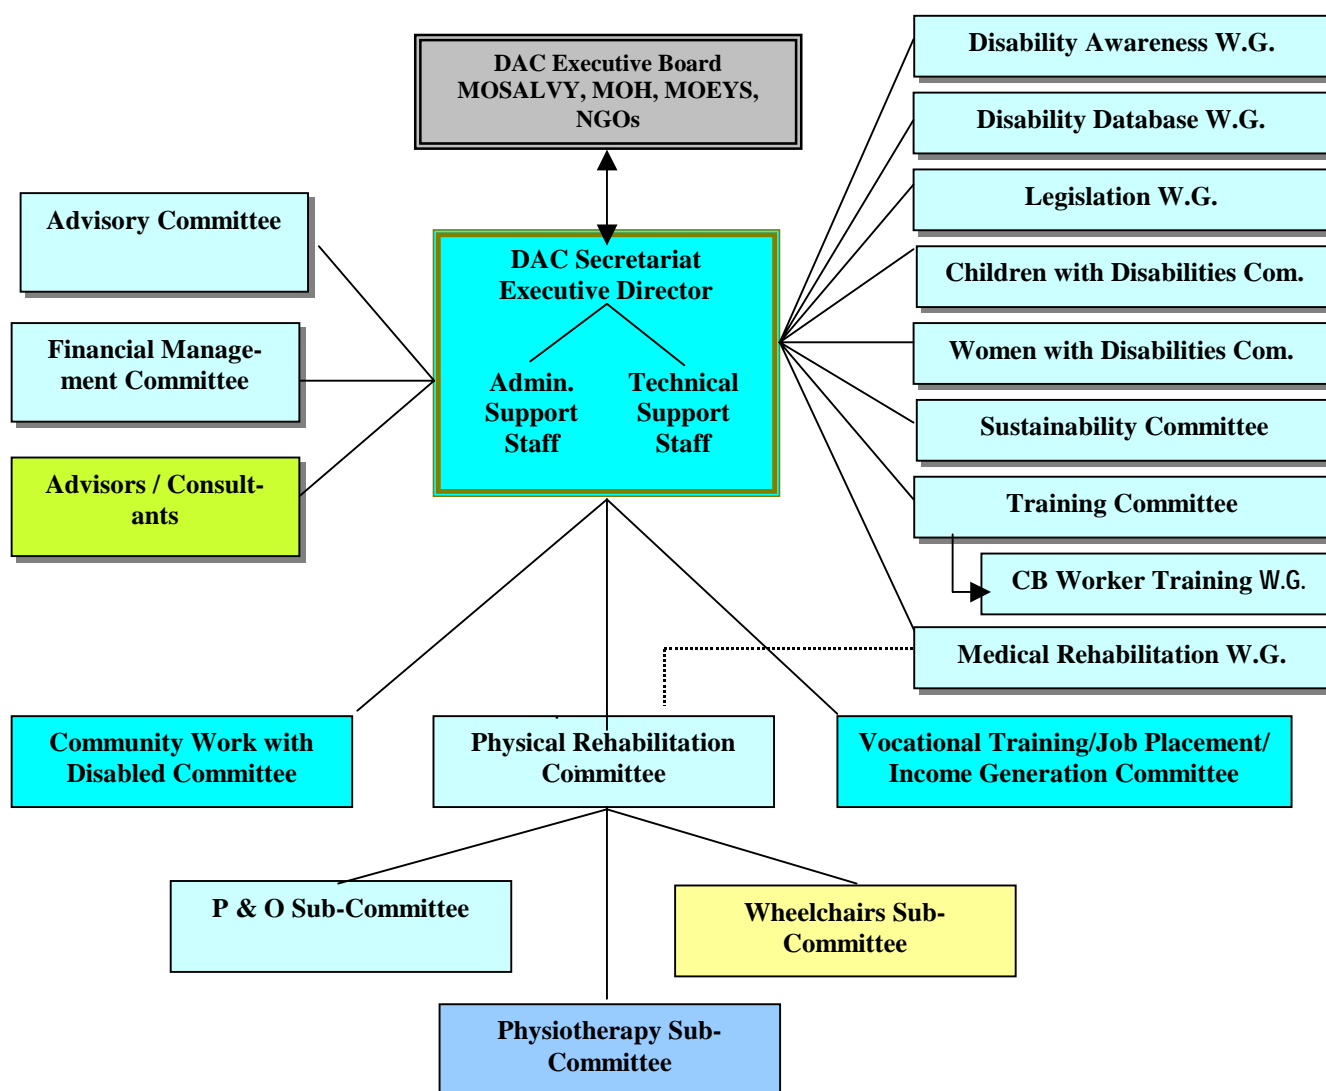 DAC Executive Board
MOSALVY, MOH, MOEYS,
NGOs
Disability Awareness W.G.
Disability Database W.G.
Legislation W.G.
Children with Disabilities Com.
Women with Disabilities Com.
Sustainability Committee
Training Committee
CB Worker Training W.G.
Medical Rehabilitation W.G.
Advisory Committee
Financial Manage-
ment Committee
Advisors / Consult-
ants
DAC Secretariat
Executive Director
Admin.
Support
Staff
Technical
Support
Staff
Community Work with
Disabled Committee
Physical Rehabilitation
Committee
Vocational Training/Job Placement/
Income Generation Committee
P & O Sub-Committee
Wheelchairs Sub-
Committee
Physiotherapy Sub-
Committee